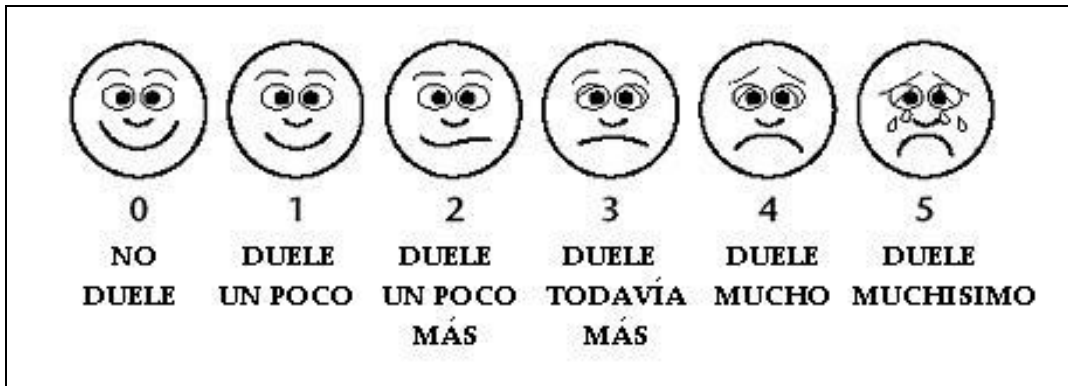 0 1 2 3 4 5
NO DUELE DUELE DUELE DUELE DUELE
DUELE UN POCO UN POCO TODAVÍA MUCHO MUCHISIMO
MÁS MÁS